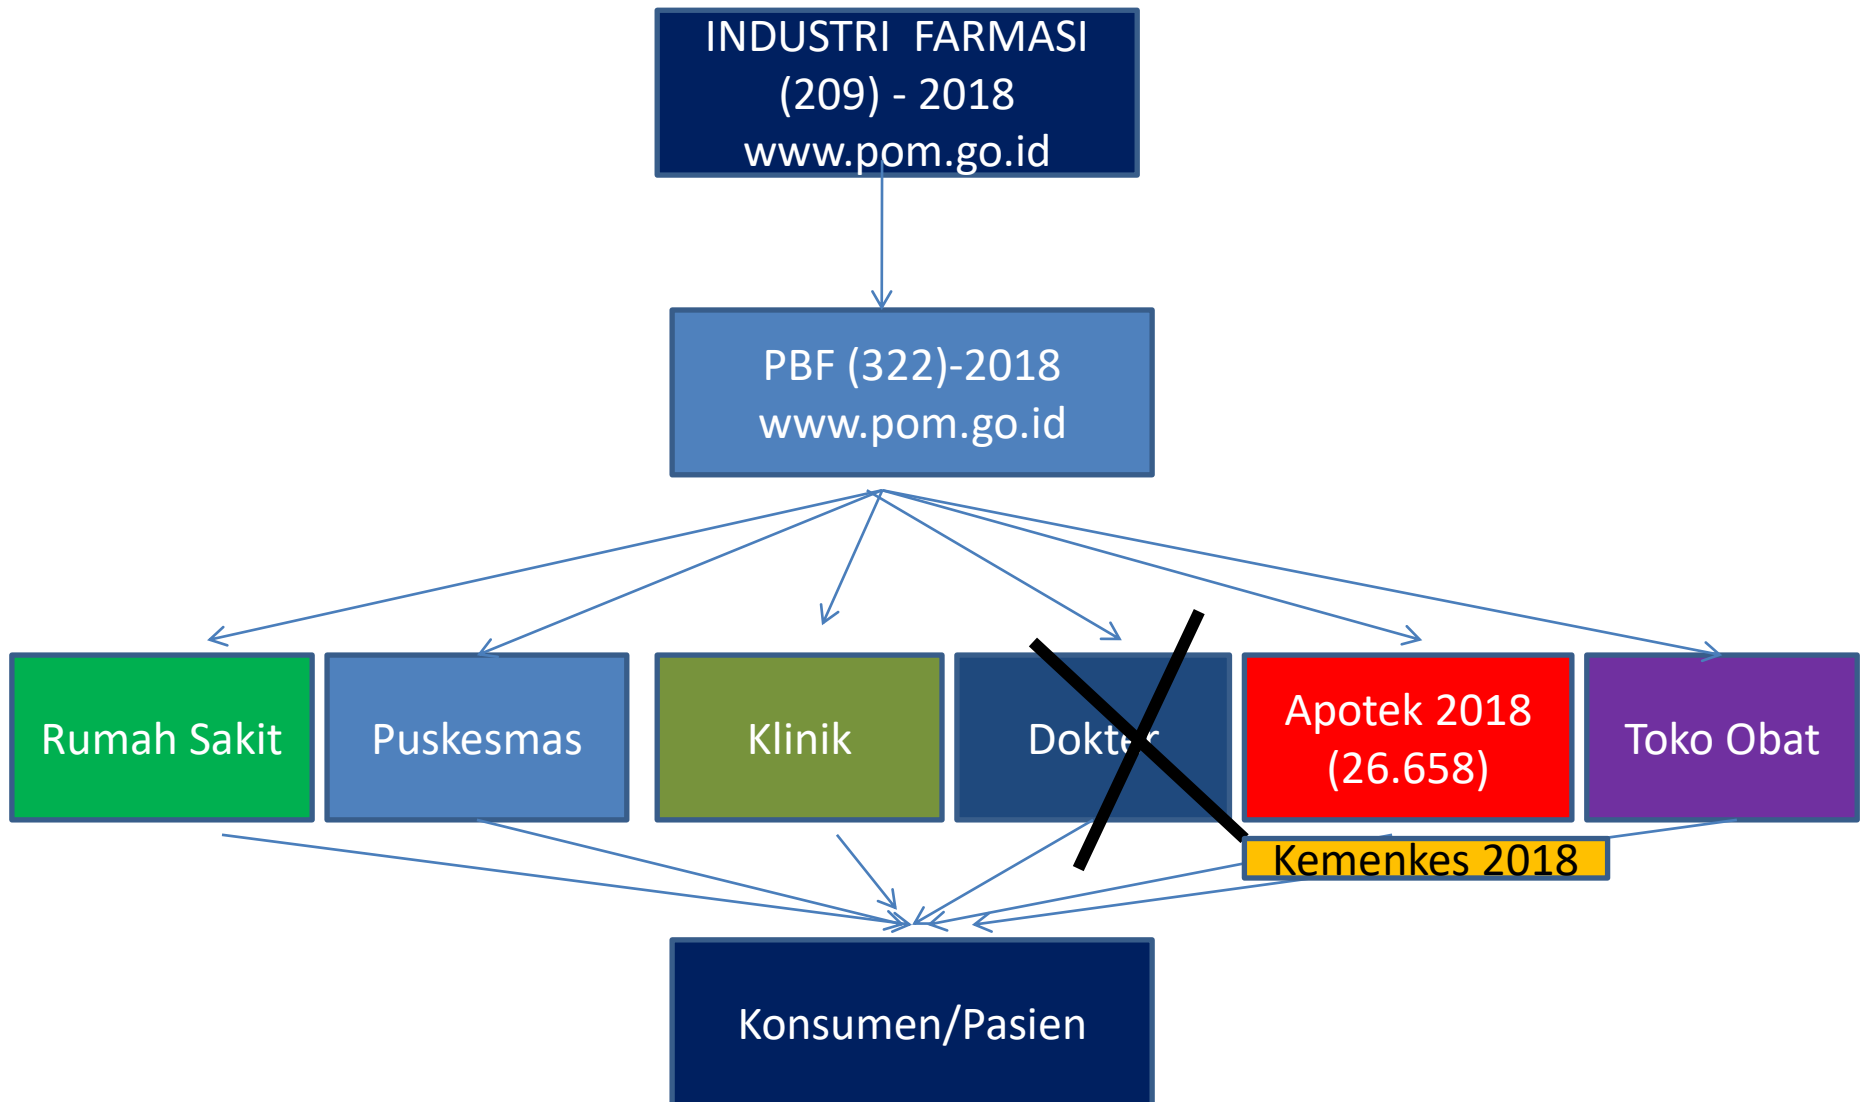 INDUSTRI FARMASI
(209) - 2018
www.pom.go.id
PBF (322)-2018
www.pom.go.id
Rumah Sakit
Puskesmas
Klinik
Dokter
Apotek 2018
(26.658)
Toko Obat
Kemenkes 2018
Konsumen/Pasien